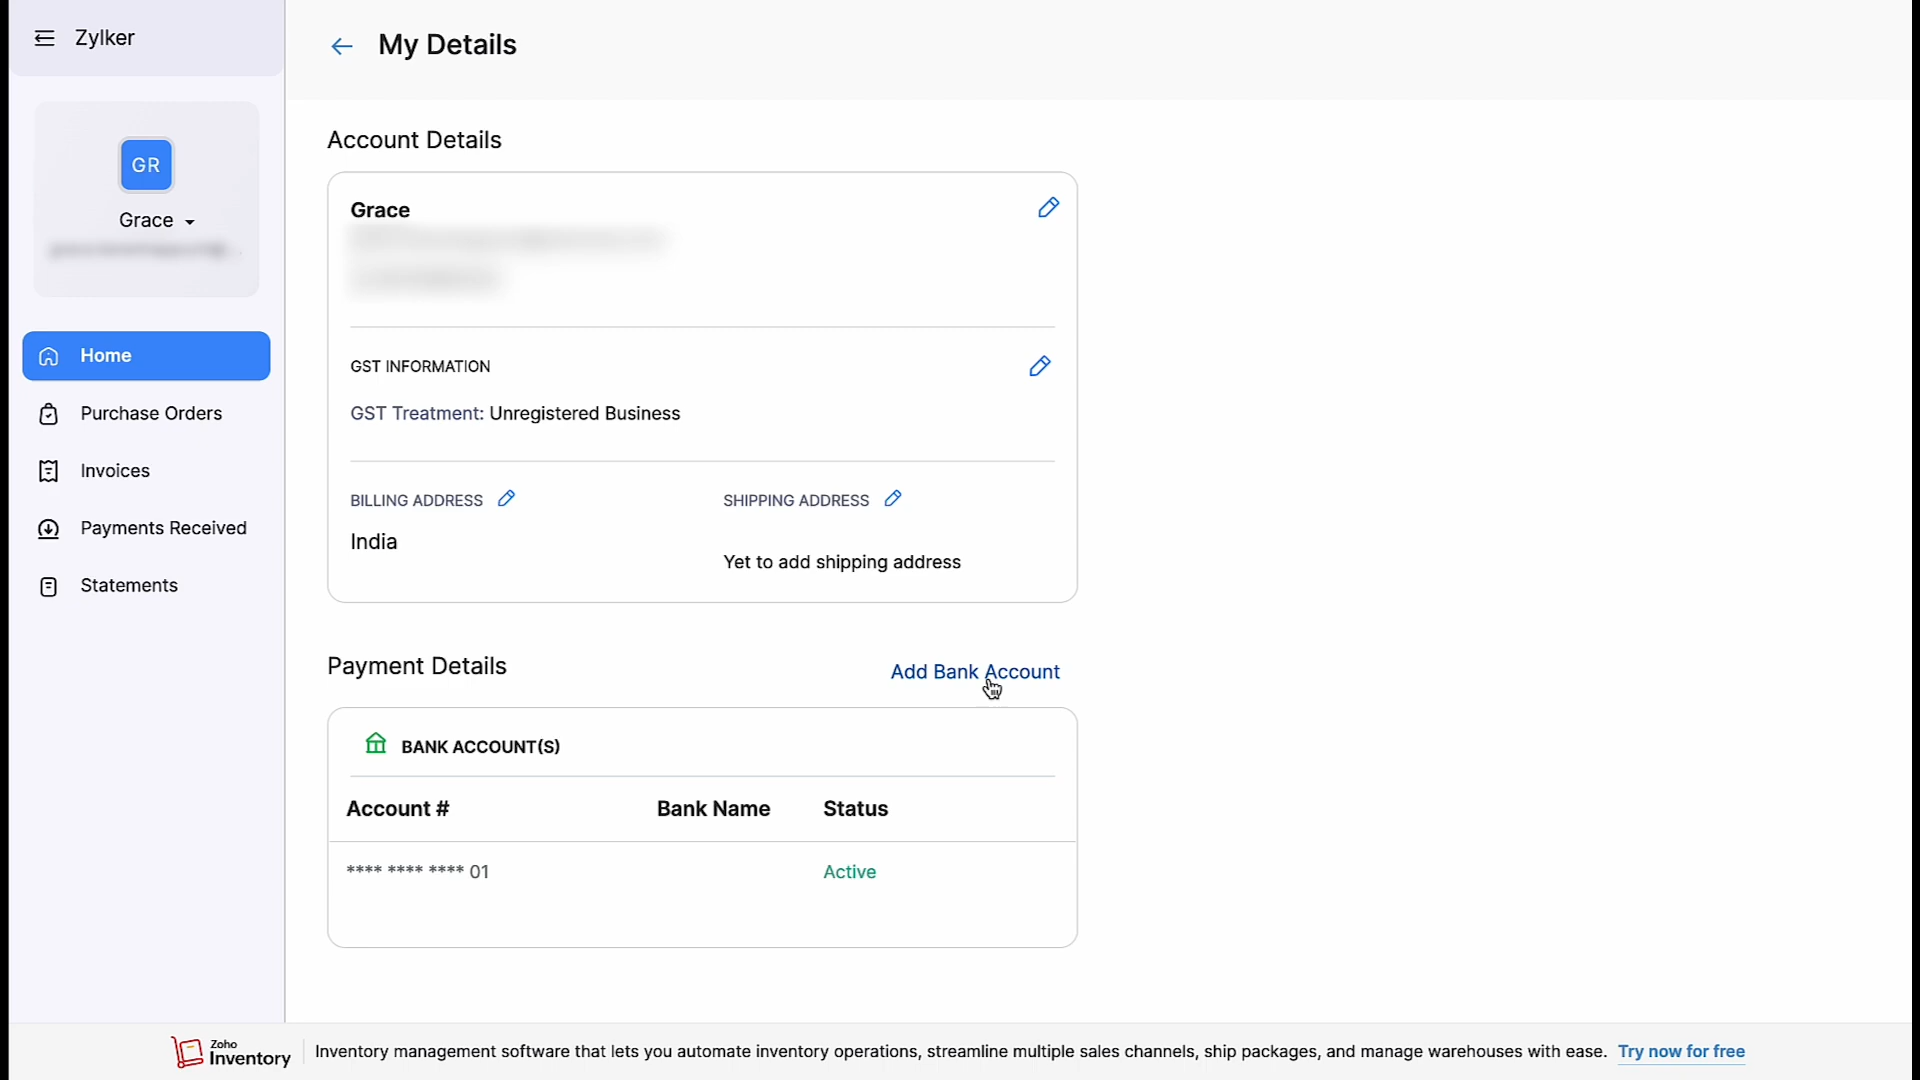 Zylker
My Details
GR
Grace
Home
Purchase Orders
Invoices
Payments Received
Statements
Account Details
Grace
GST INFORMATION
GST Treatment: Unregistered Business
BILLING ADDRESS
India
SHIPPING ADDRESS
Yet to add shipping address
Payment Details
Add Bank Account
BANK ACCOUNT(S)
Account # Bank Name Status
**** **** **** 01 Active
Zoho
Inventory
Inventory management software that lets you automate inventory operations, streamline multiple sales channels, ship packages, and manage warehouses with ease. Try now for free